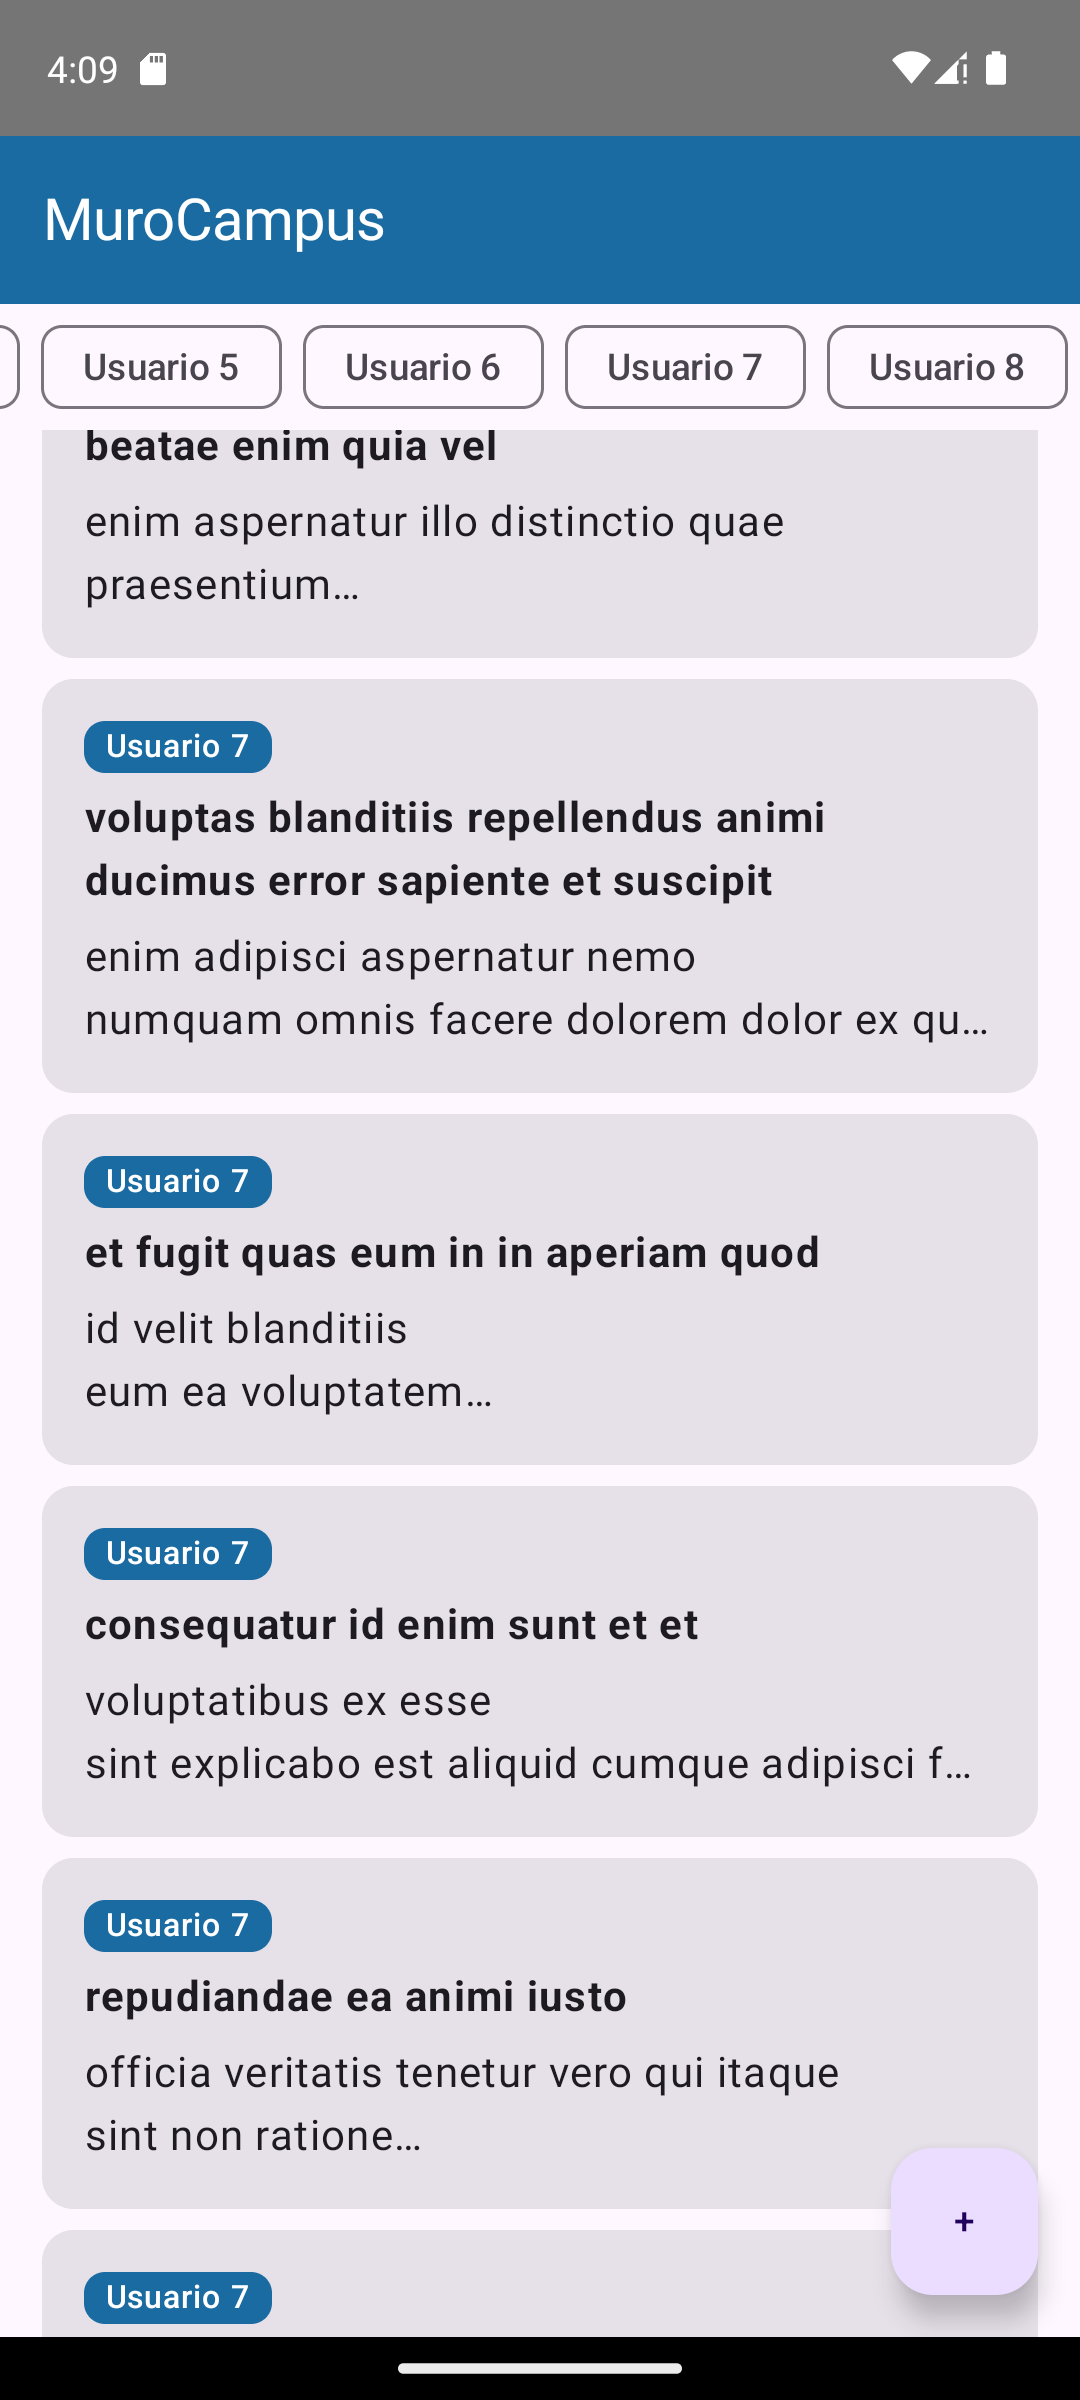 4:09
MuroCampus
Usuario 5
Usuario 6
Usuario 7
Usuario 8
beatae enim quia vel
enim aspernatur illo distinctio quae
praesentium…
Usuario 7
voluptas blanditiis repellendus animi
ducimus error sapiente et suscipit
enim adipisci aspernatur nemo
numquam omnis facere dolorem dolor ex qu…
Usuario 7
et fugit quas eum in in aperiam quod
id velit blanditiis
eum ea voluptatem…
Usuario 7
consequatur id enim sunt et et
voluptatibus ex esse
sint explicabo est aliquid cumque adipisci f…
Usuario 7
repudiandae ea animi iusto
officia veritatis tenetur vero qui itaque
sint non ratione…
+
Usuario 7